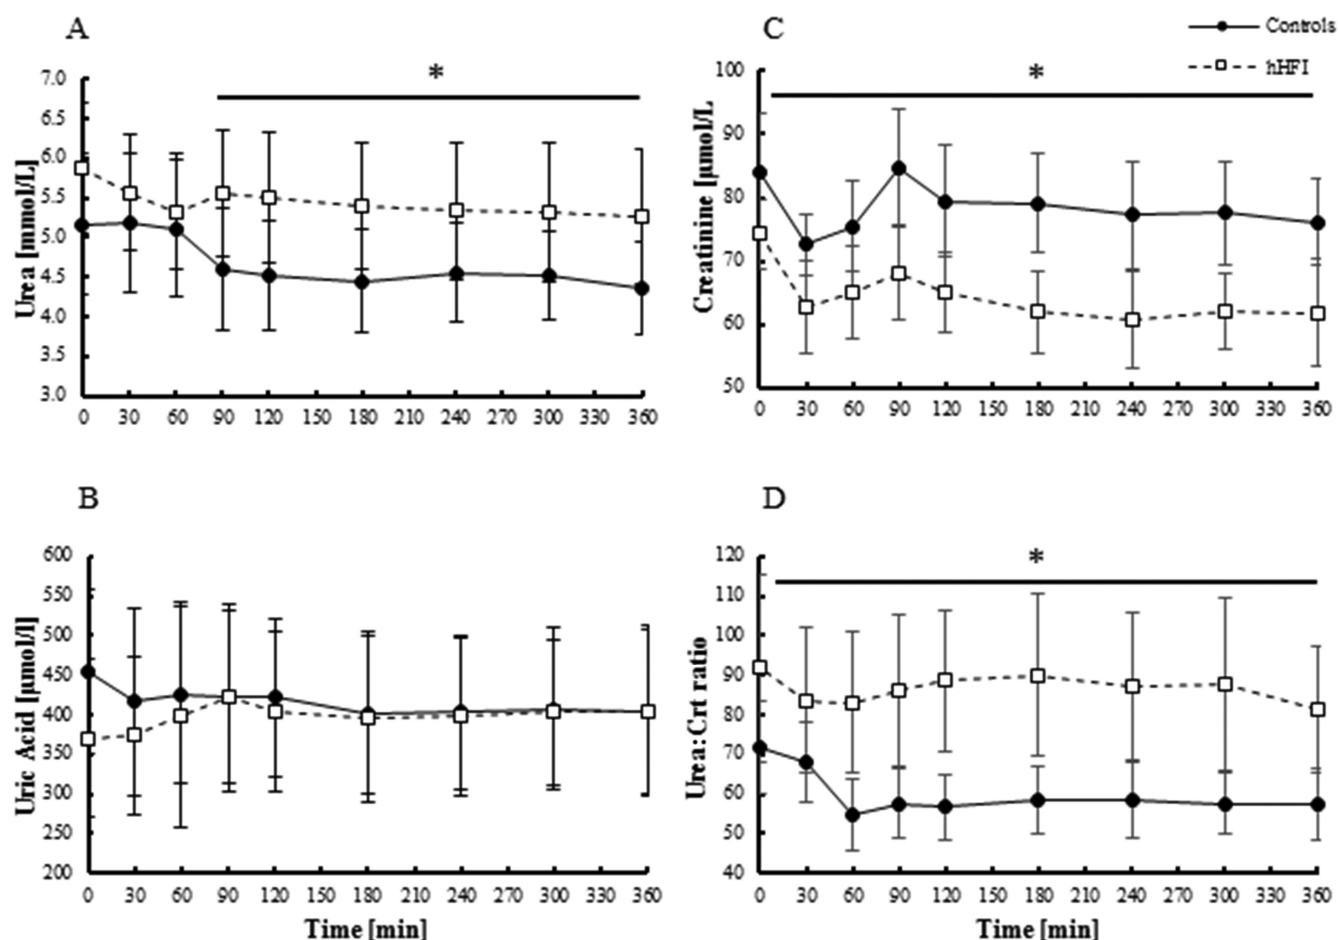 A
*
7.0
6.5
6.0
5.5
5.0
4.5
4.0
3.5
3.0
Urea [mmol/L]
0 30 60 90 120 150 180 210 240 270 300 330 360
C
Controls
hHFI
*
100
90
80
70
60
50
Creatinine [µmol/L]
0 30 60 90 120 150 180 210 240 270 300 330 360
B
600
550
500
450
400
350
300
250
200
Uric Acid [µmol/l]
0 30 60 90 120 150 180 210 240 270 300 330 360
Time [min]
D
*
120
110
100
90
80
70
60
50
40
Urea:Crt ratio
0 30 60 90 120 150 180 210 240 270 300 330 360
Time [min]